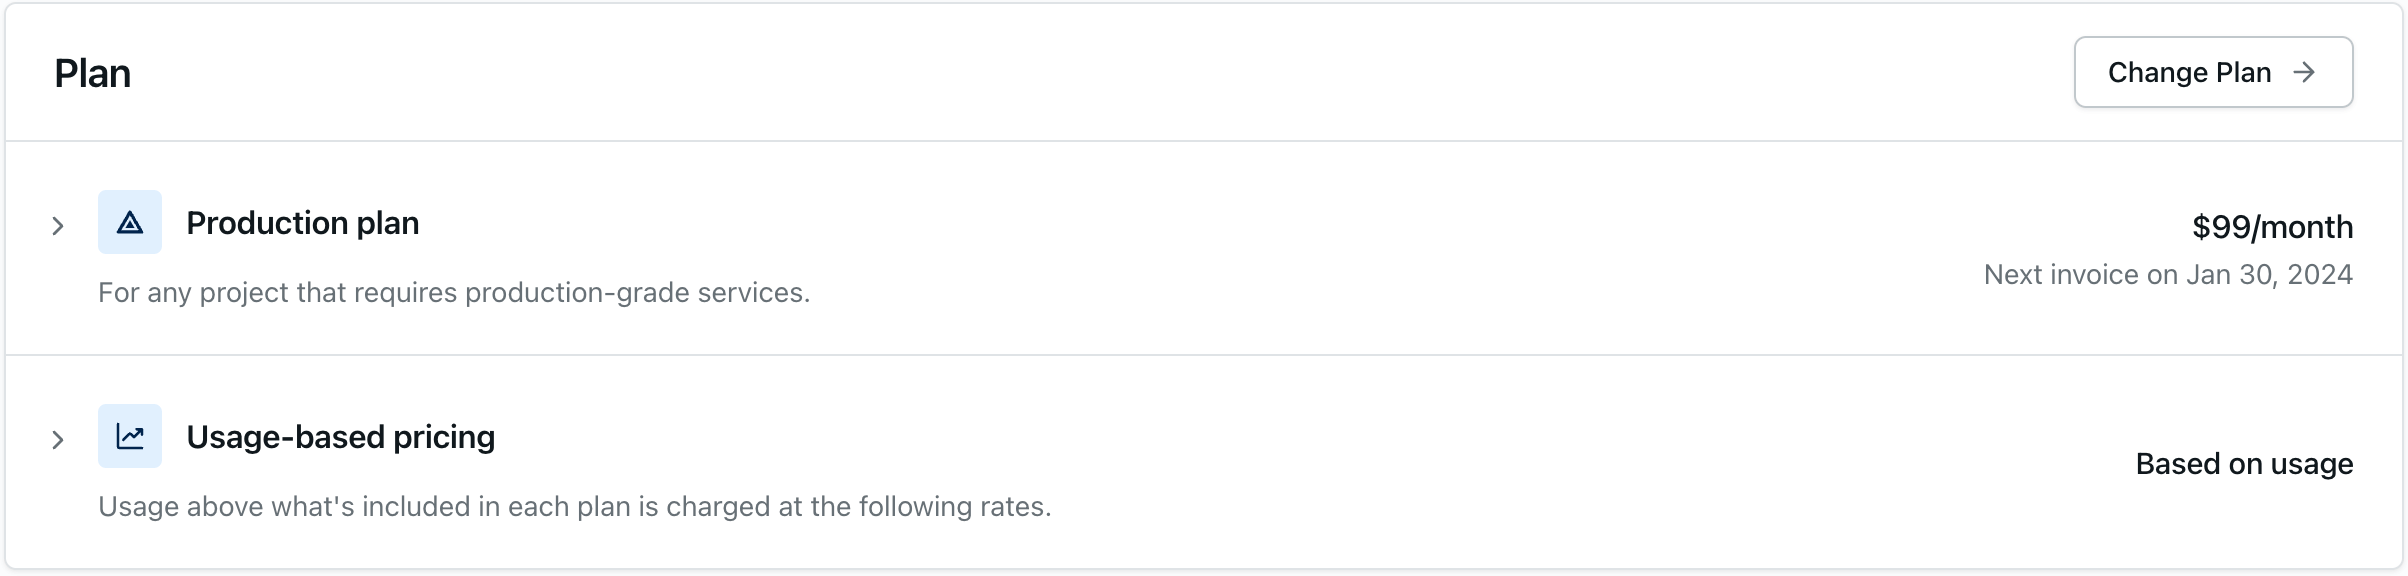 Plan
Change Plan
Production plan
$99/month
For any project that requires production-grade services.
Next invoice on Jan 30, 2024
Usage-based pricing
Based on usage
Usage above what's included in each plan is charged at the following rates.